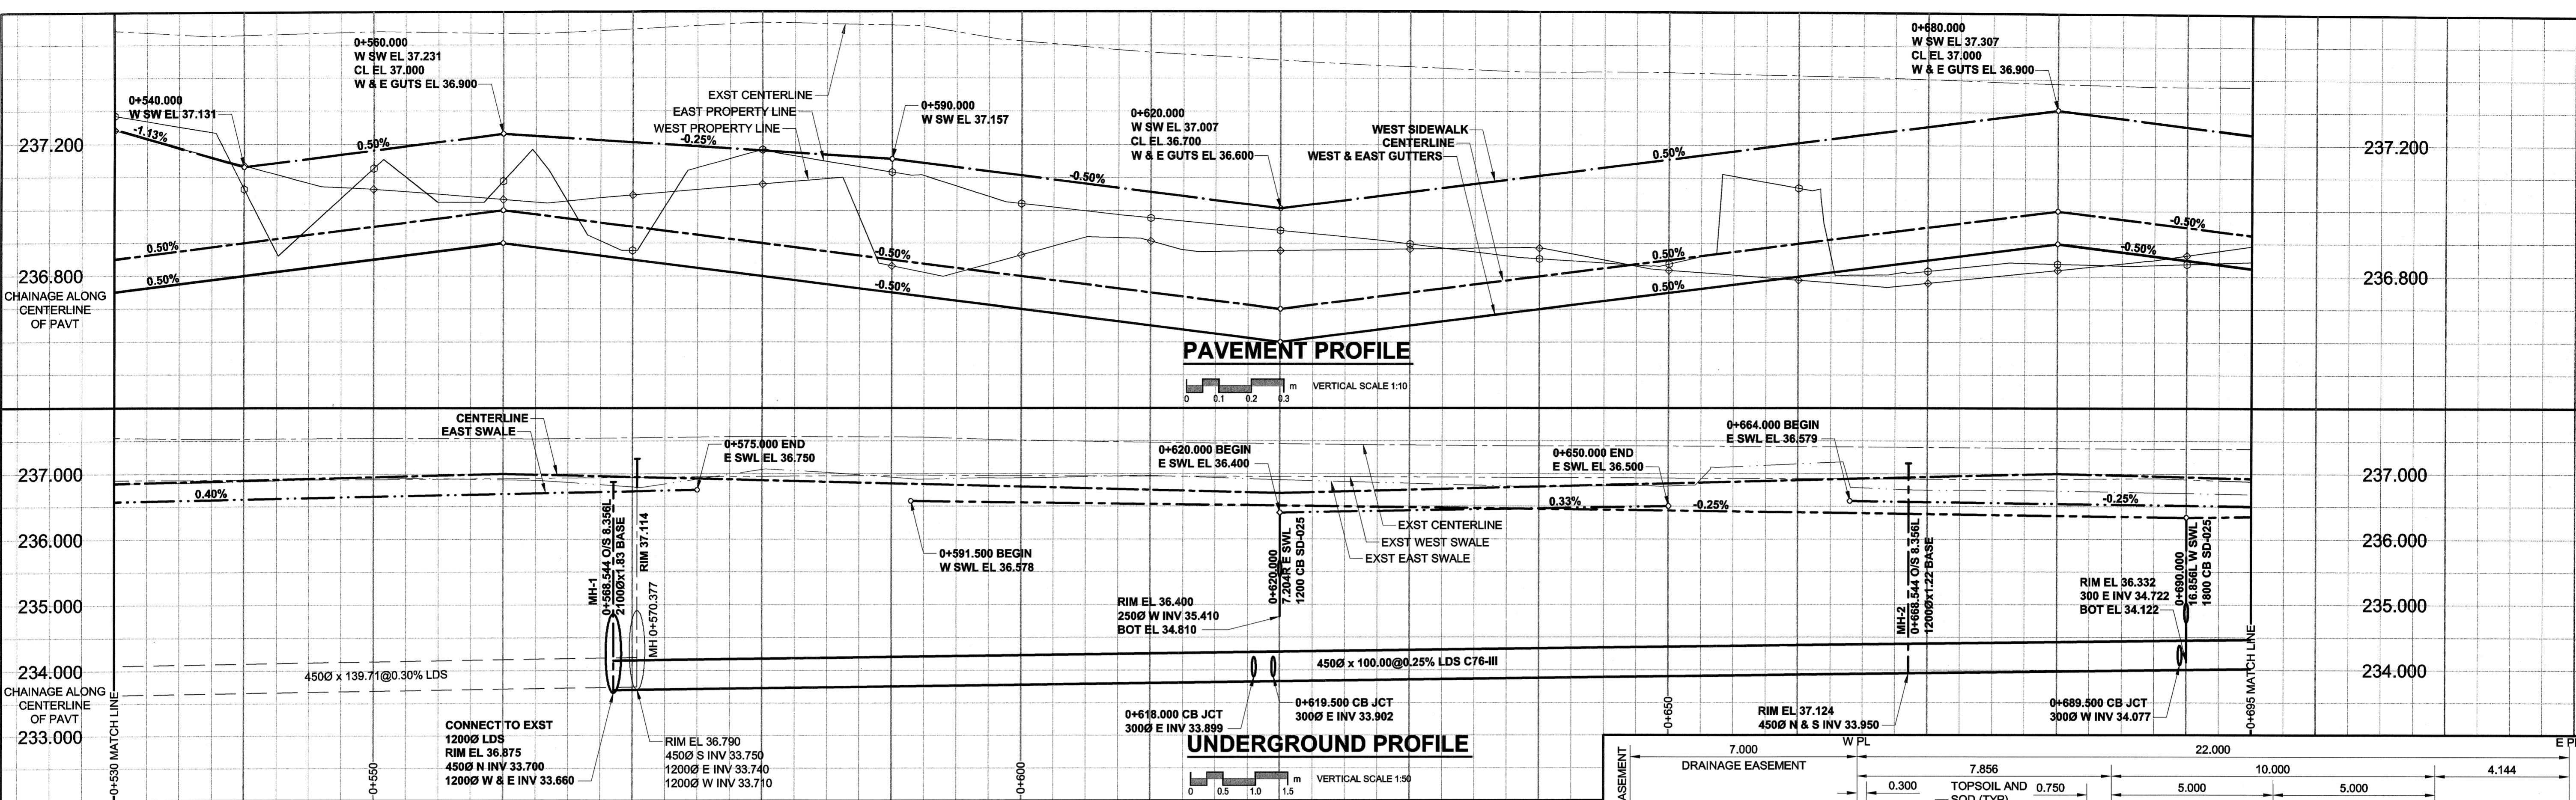 0+560.000
W SW EL 37.231
CL EL 37.000
W & E GUTS EL 36.900
0+540.000
W SW EL 37.131
-1.13%
0.50%
EXST CENTERLINE
EAST PROPERTY LINE
WEST PROPERTY LINE
-0.25%
0+590.000
W SW EL 37.157
0+620.000
W SW EL 37.007
CL EL 36.700
W & E GUTS EL 36.600
-0.50%
WEST SIDEWALK
CENTERLINE
WEST & EAST GUTTERS
0.50%
0+680.000
W SW EL 37.307
CL EL 37.000
W & E GUTS EL 36.900
237.200
237.200
0.50%
-0.50%
0.50%
-0.50%
236.800
236.800
0.50%
-0.50%
0.50%
-0.50%
CHAINAGE ALONG
CENTERLINE
OF PAVT
PAVEMENT PROFILE
0 0.1 0.2 0.3 m VERTICAL SCALE 1:10
CENTERLINE
EAST SWALE
0+575.000 END
E SWL EL 36.750
0+620.000 BEGIN
E SWL EL 36.400
0+650.000 END
E SWL EL 36.500
0+664.000 BEGIN
E SWL EL 36.579
237.000
237.000
0.40%
0.33%
-0.25%
-0.25%
236.000
236.000
0+591.500 BEGIN
W SWL EL 36.578
EXST CENTERLINE
EXST WEST SWALE
EXST EAST SWALE
MH-1
0+568.544 O/S 8.356L
2100Øx1.83 BASE
RIM 37.114
MH 0+570.377
0+620.000
7.204R E SWL
1200 CB SD-025
MH-2
0+668.544 O/S 8.356L
1200Øx1.22 BASE
0+690.000
16.856L W SWL
1800 CB SD-025
235.000
235.000
RIM EL 36.400
250Ø W INV 35.410
BOT EL 34.810
RIM EL 36.332
300 E INV 34.722
BOT EL 34.122
234.000
234.000
450Ø x 139.71@0.30% LDS
450Ø x 100.00@0.25% LDS C76-III
CHAINAGE ALONG
CENTERLINE
OF PAVT
233.000
0+530 MATCH LINE
0+550
0+600
0+650
0+695 MATCH LINE
CONNECT TO EXST
1200Ø LDS
RIM EL 36.875
450Ø N INV 33.700
1200Ø W & E INV 33.660
RIM EL 36.790
450Ø S INV 33.750
1200Ø E INV 33.740
1200Ø W INV 33.710
0+618.000 CB JCT
300Ø E INV 33.899
0+619.500 CB JCT
300Ø E INV 33.902
RIM EL 37.124
450Ø N & S INV 33.950
0+689.500 CB JCT
300Ø W INV 34.077
UNDERGROUND PROFILE
0 0.5 1.0 1.5 m VERTICAL SCALE 1:50
EASEMENT
7.000
DRAINAGE EASEMENT
W PL
22.000
7.856
10.000
4.144
0.300
TOPSOIL AND
SOD (TYP)
0.750
5.000
5.000